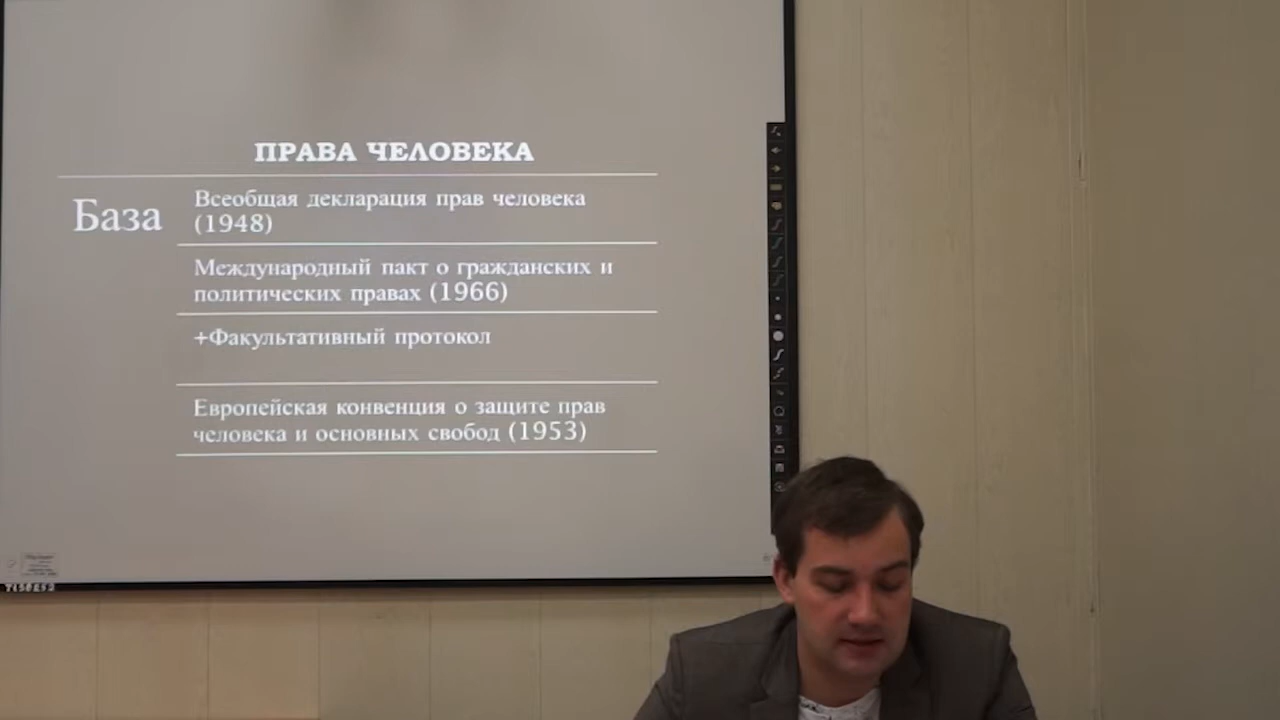 ПРАВА ЧЕЛОВЕКА
База
Всеобщая декларация прав человека
(1948)
Международный пакт о гражданских и
политических правах (1966)
+Факультативный протокол
Европейская конвенция о защите прав
человека и основных свобод (1953)